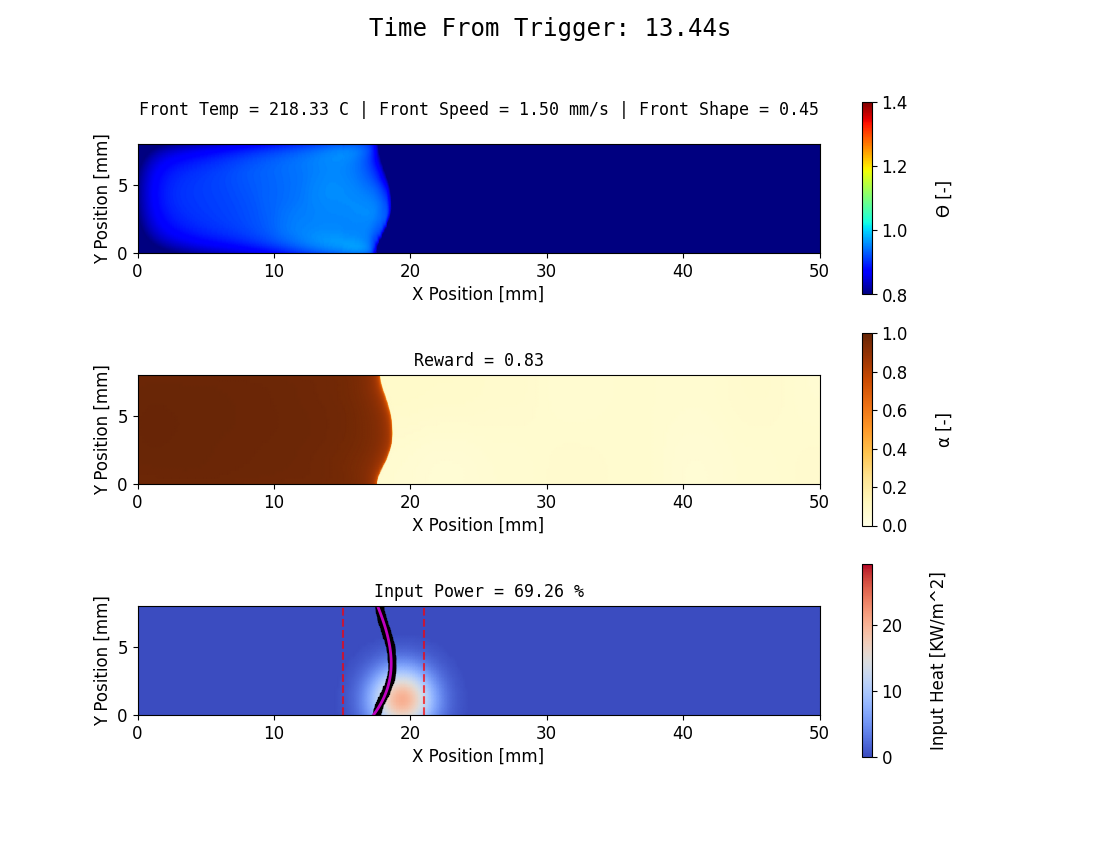 Time From Trigger: 13.44s
Front Temp = 218.33 C | Front Speed = 1.50 mm/s | Front Shape = 0.45
Y Position [mm]
5
0
0 10 20 30 40 50
X Position [mm]
1.4
1.2
1.0
0.8
Θ [-]
Reward = 0.83
Y Position [mm]
5
0
0 10 20 30 40 50
X Position [mm]
1.0
0.8
0.6
0.4
0.2
0.0
α [-]
Input Power = 69.26 %
Y Position [mm]
5
0
0 10 20 30 40 50
X Position [mm]
20
10
0
Input Heat [KW/m^2]